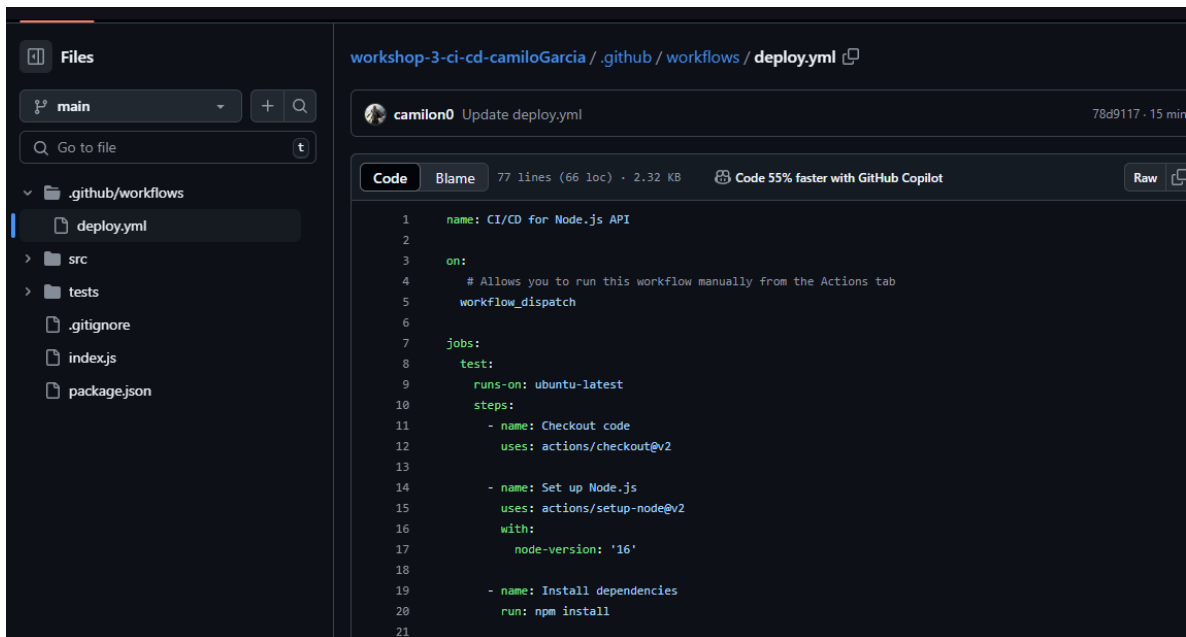 Files
main
Go to file
t
.github/workflows
deploy.yml
src
tests
.gitignore
index.js
package.json
workshop-3-ci-cd-camiloGarcia / .github / workflows / deploy.yml
camilon0 Update deploy.yml
78d9117 · 15 min
Code Blame 77 lines (66 loc) · 2.32 KB Code 55% faster with GitHub Copilot Raw
1 name: CI/CD for Node.js API
2
3 on:
4 # Allows you to run this workflow manually from the Actions tab
5 workflow_dispatch
6
7 jobs:
8 test:
9 runs-on: ubuntu-latest
10 steps:
11 - name: Checkout code
12 uses: actions/checkout@v2
13
14 - name: Set up Node.js
15 uses: actions/setup-node@v2
16 with:
17 node-version: '16'
18
19 - name: Install dependencies
20 run: npm install
21